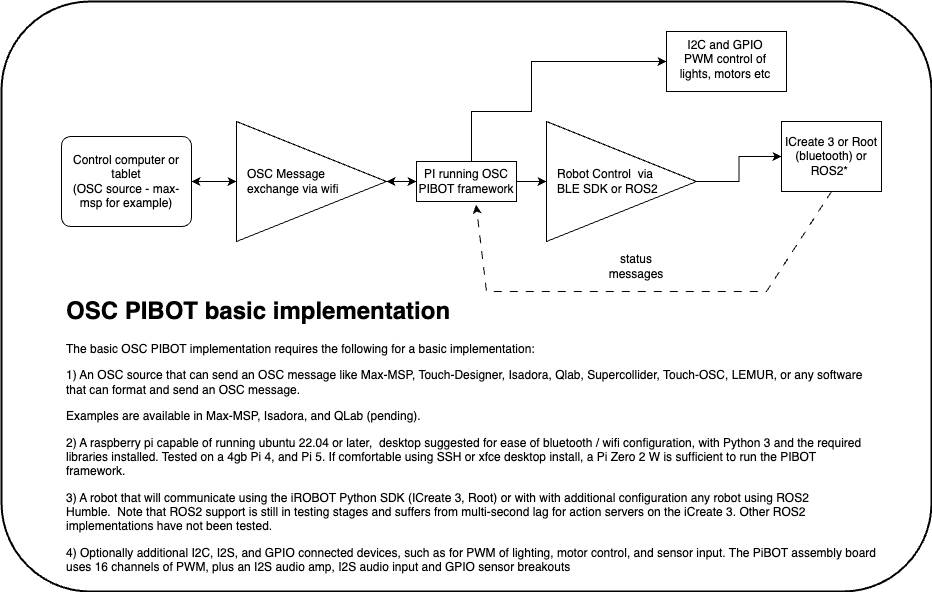 I2C and GPIO
PWM control of
lights, motors etc
Control computer or
tablet
(OSC source - max-
msp for example)
OSC Message
exchange via wifi
PI running OSC
PIBOT framework
Robot Control  via
BLE SDK or ROS2
ICreate 3 or Root
(bluetooth) or
ROS2*
status
messages
OSC PIBOT basic implementation
The basic OSC PIBOT implementation requires the following for a basic implementation:
1) An OSC source that can send an OSC message like Max-MSP, Touch-Designer, Isadora, Qlab, Supercollider, Touch-OSC, LEMUR, or any software
that can format and send an OSC message.
Examples are available in Max-MSP, Isadora, and QLab (pending).
2) A raspberry pi capable of running ubuntu 22.04 or later,  desktop suggested for ease of bluetooth / wifi configuration, with Python 3 and the required
libraries installed. Tested on a 4gb Pi 4, and Pi 5. If comfortable using SSH or xfce desktop install, a Pi Zero 2 W is sufficient to run the PIBOT
framework.
3) A robot that will communicate using the iROBOT Python SDK (ICreate 3, Root) or with with additional configuration any robot using ROS2
Humble.  Note that ROS2 support is still in testing stages and suffers from multi-second lag for action servers on the iCreate 3. Other ROS2
implementations have not been tested.
4) Optionally additional I2C, I2S, and GPIO connected devices, such as for PWM of lighting, motor control, and sensor input. The PiBOT assembly board
uses 16 channels of PWM, plus an I2S audio amp, I2S audio input and GPIO sensor breakouts